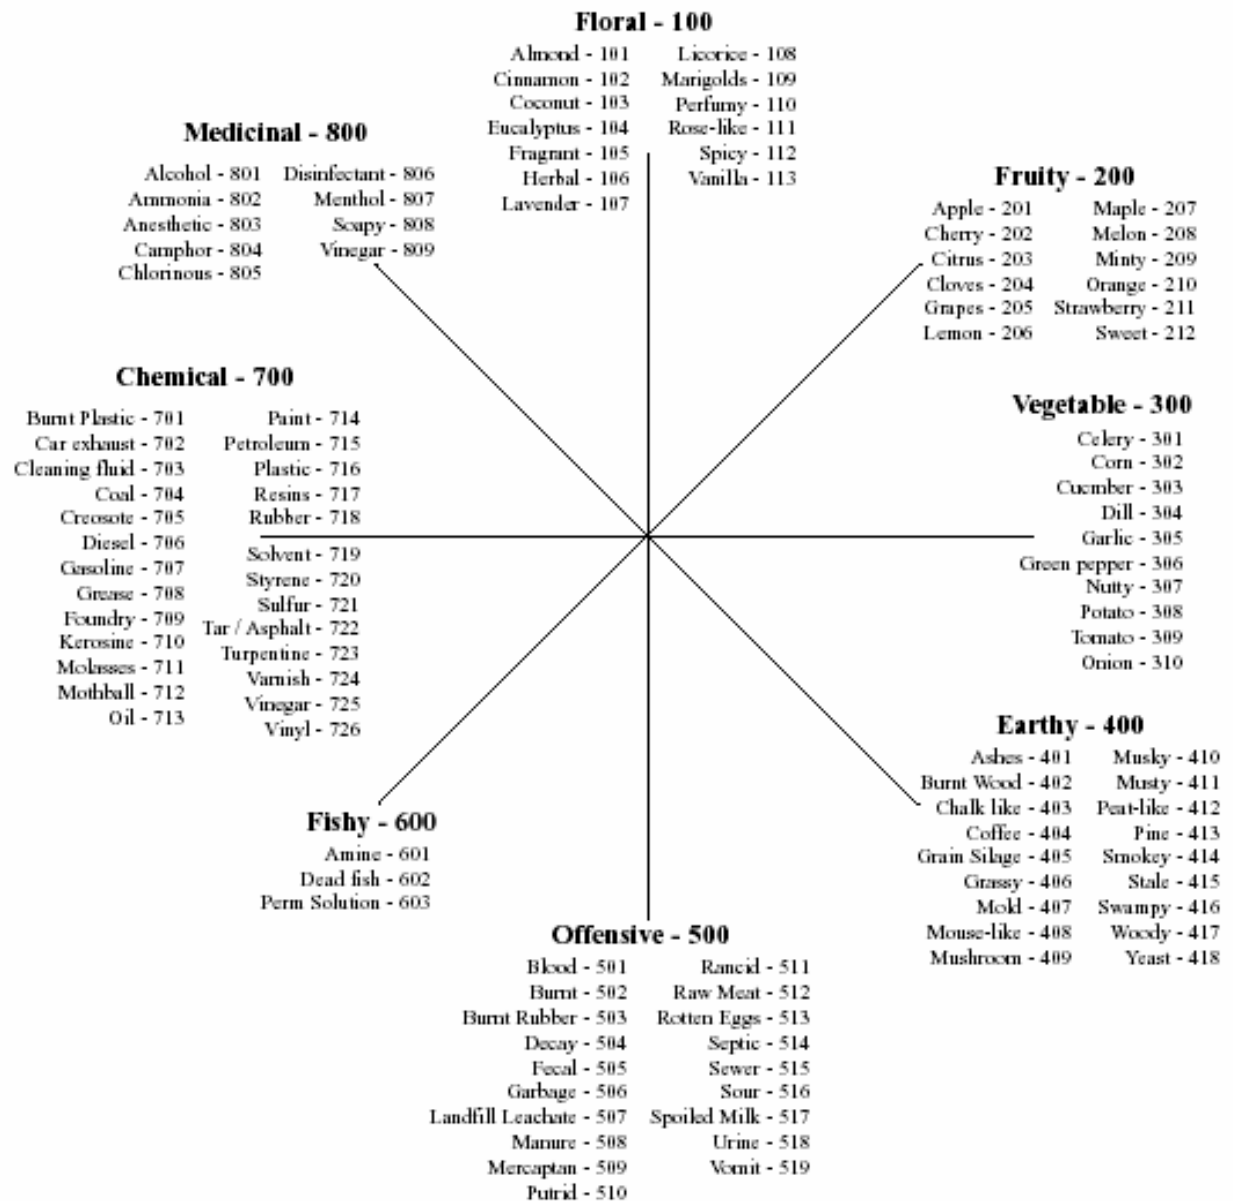 Floral - 100
Almond - 101
Cinnamon - 102
Coconut - 103
Eucalyptus - 104
Fragrant - 105
Herbal - 106
Lavender - 107
Licorice - 108
Marigolds - 109
Perfumy - 110
Rose-like - 111
Spicy - 112
Vanilla - 113
Fruity - 200
Apple - 201
Cherry - 202
Citrus - 203
Cloves - 204
Grapes - 205
Lemon - 206
Maple - 207
Melon - 208
Minty - 209
Orange - 210
Strawberry - 211
Sweet - 212
Vegetable - 300
Celery - 301
Corn - 302
Cucmber - 303
Dill - 304
Garlic - 305
Green pepper - 306
Nutty - 307
Potato - 308
Tomato - 309
Onion - 310
Earthy - 400
Ashes - 401
Burnt Wood - 402
Chalk like - 403
Coffee - 404
Grain Silage - 405
Grassy - 406
Mold - 407
Mouse-like - 408
Mushroom - 409
Musky - 410
Musty - 411
Peat-like - 412
Pine - 413
Smokey - 414
Stale - 415
Swampy - 416
Woody - 417
Yeast - 418
Offensive - 500
Blood - 501
Burnt - 502
Burnt Rubber - 503
Decay - 504
Fecal - 505
Garbage - 506
Landfill Leachate - 507
Manure - 508
Mercaptan - 509
Putrid - 510
Rancid - 511
Raw Meat - 512
Rotten Eggs - 513
Septic - 514
Sewer - 515
Sour - 516
Spoiled Milk - 517
Urine - 518
Vomit - 519
Fishy - 600
Amine - 601
Dead fish - 602
Perm Solution - 603
Chemical - 700
Burnt Plastic - 701
Car exhaust - 702
Cleaning fluid - 703
Coal - 704
Creosote - 705
Diesel - 706
Gasoline - 707
Grease - 708
Foundry - 709
Kerosine - 710
Molasses - 711
Mothball - 712
Oil - 713
Paint - 714
Petroleum - 715
Plastic - 716
Resins - 717
Rubber - 718
Solvent - 719
Styrene - 720
Sulfur - 721
Tar / Asphalt - 722
Turpentine - 723
Varnish - 724
Vinegar - 725
Vinyl - 726
Medicinal - 800
Alcohol - 801
Ammonia - 802
Anesthetic - 803
Camphor - 804
Chlorinous - 805
Disinfectant - 806
Menthol - 807
Soapy - 808
Vinegar - 809